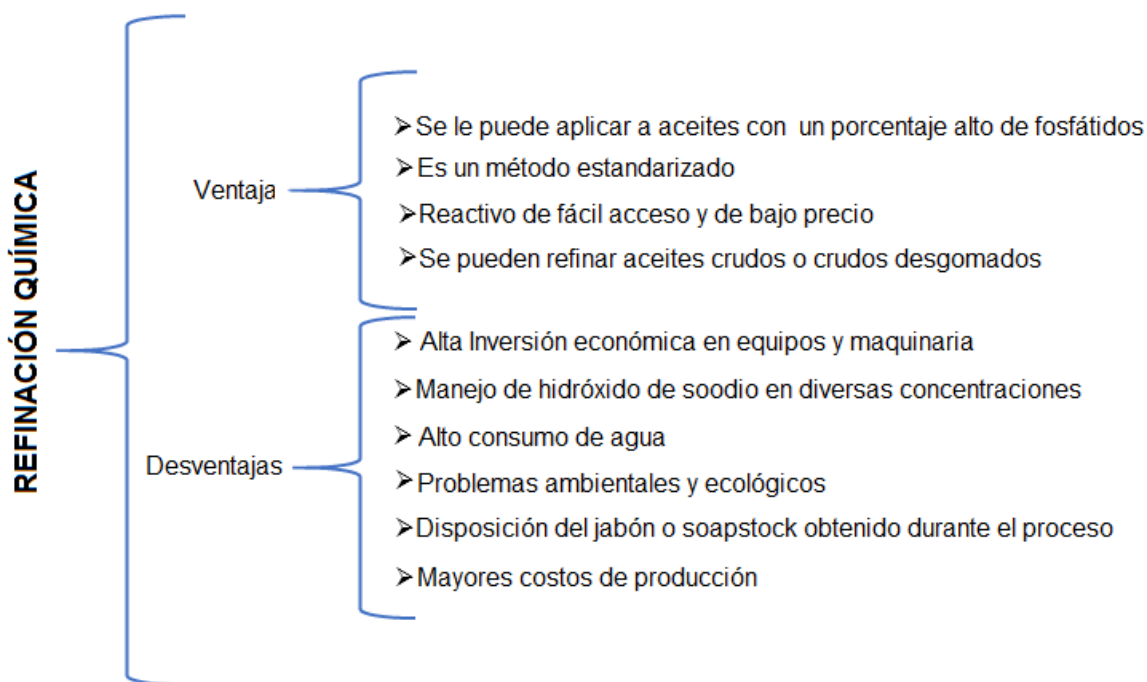 REFINACIÓN QUÍMICA
Ventaja
➢Se le puede aplicar a aceites con un porcentaje alto de fosfátidos
➢Es un método estandarizado
➢Reactivo de fácil acceso y de bajo precio
➢Se pueden refinar aceites crudos o crudos desgomados
Desventajas
➢ Alta Inversión económica en equipos y maquinaria
➢Manejo de hidróxido de soodio en diversas concentraciones
➢ Alto consumo de agua
➢Problemas ambientales y ecológicos
➢Disposición del jabón o soapstock obtenido durante el proceso
➢Mayores costos de producción